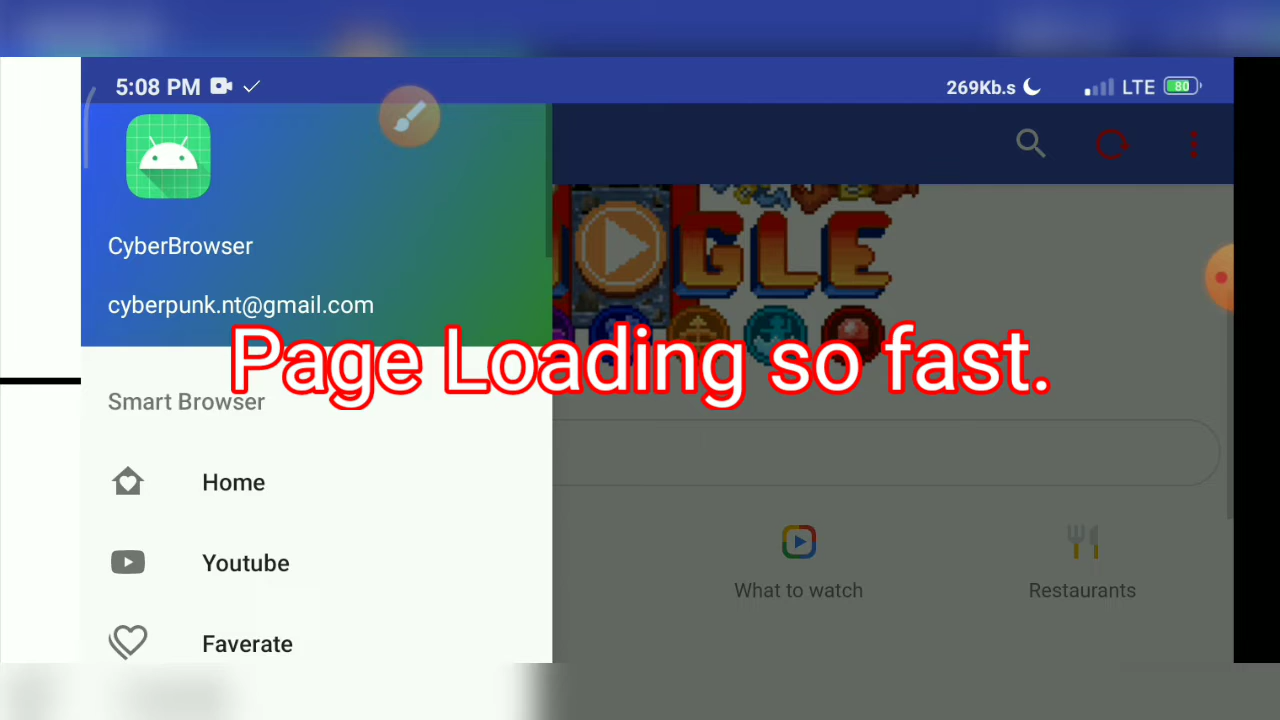 5:08 PM
269Kb.s
LTE
80
GLE
CyberBrowser
cyberpunk.nt@gmail.com
Page Loading so fast.
Smart Browser
Home
Youtube
What to watch
Restaurants
Faverate